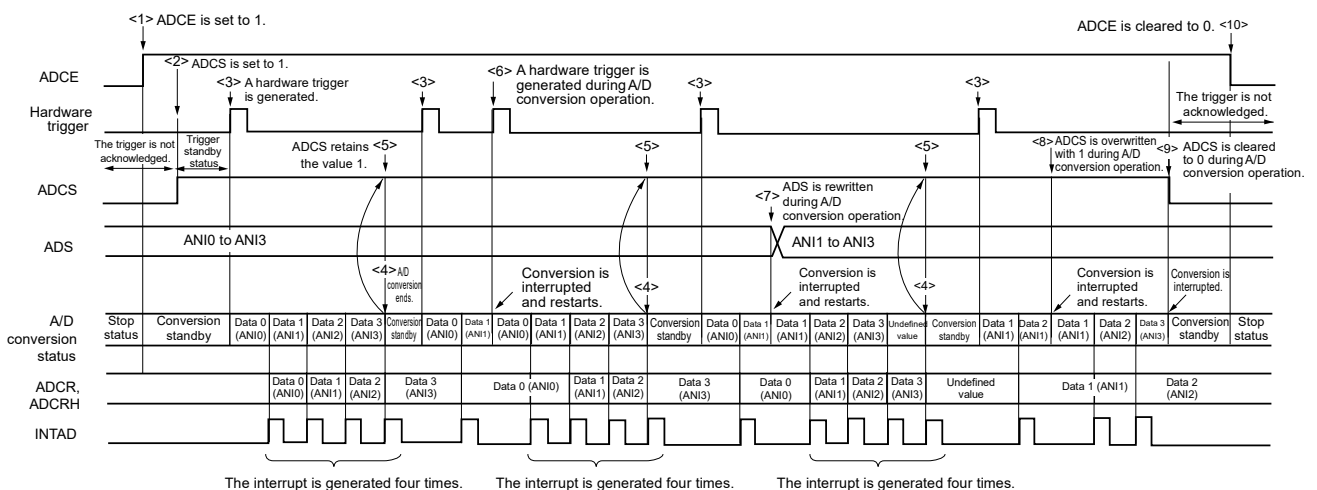 <1> ADCE is set to 1.
ADCE is cleared to 0. <10>
ADCE
<2> ADCS is set to 1.
<3> A hardware trigger
is generated.
<3>
<6> A hardware trigger is
generated during A/D
conversion operation.
<3>
<3>
The trigger is not
acknowledged.
Hardware
trigger
The trigger is not
acknowledged.
Trigger
standby
status
ADCS retains
the value 1.
<5>
<5>
<5>
<8> ADCS is overwritten
with 1 during A/D
conversion operation.
<9> ADCS is cleared
to 0 during A/D
conversion operation.
ADCS
<7> ADS is rewritten
during A/D
conversion operation.
ADS
ANI0 to ANI3
ANI1 to ANI3
<4> A/D
conversion
ends.
Conversion is
interrupted
and restarts.
<4>
Conversion is
interrupted
and restarts.
<4>
Conversion is
interrupted
and restarts.
Conversion is
interrupted.
A/D
conversion
status
Stop
status
Conversion
standby
Data 0
(ANI0)
Data 1
(ANI1)
Data 2
(ANI2)
Data 3
(ANI3)
Conversion
standby
Data 0
(ANI0)
Data 1
(ANI1)
Data 0
(ANI0)
Data 1
(ANI1)
Data 2
(ANI2)
Data 3
(ANI3)
Conversion
standby
Data 0
(ANI0)
Data 1
(ANI1)
Data 1
(ANI1)
Data 2
(ANI2)
Data 3
(ANI3)
Undefined
value
Conversion
standby
Data 1
(ANI1)
Data 2
(ANI2)
Data 1
(ANI1)
Data 2
(ANI2)
Data 3
(ANI3)
Conversion
standby
Stop
status
ADCR,
ADCRH
Data 0
(ANI0)
Data 1
(ANI1)
Data 2
(ANI2)
Data 3
(ANI3)
Data 0 (ANI0)
Data 1
(ANI1)
Data 2
(ANI2)
Data 3
(ANI3)
Data 0
(ANI0)
Data 1
(ANI1)
Data 2
(ANI2)
Data 3
(ANI3)
Undefined
value
Data 1 (ANI1)
Data 2
(ANI2)
INTAD
The interrupt is generated four times.
The interrupt is generated four times.
The interrupt is generated four times.